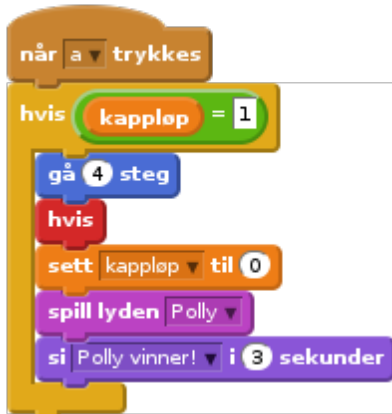 når a trykkes
hvis kappløp = 1
gå 4 steg
hvis
sett kappløp til 0
spill lyden Polly
si Polly vinner! i 3 sekunder